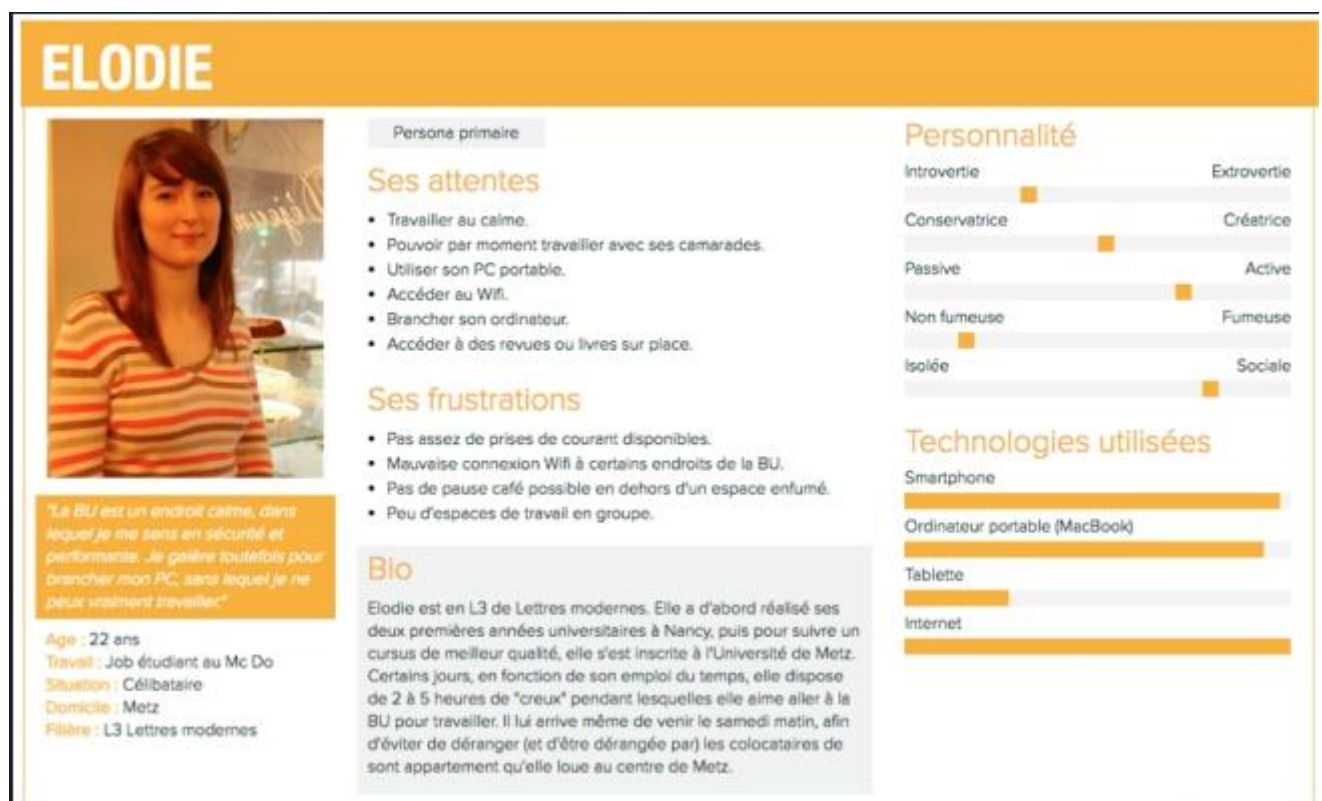 ELODIE
Déjeun
"La BU est un endroit calme, dans
lequel je me sens en sécurité et
performante. Je galère toutefois pour
brancher mon PC, sans lequel je ne
peux vraiment travailler."
Age : 22 ans
Travail : Job étudiant au Mc Do
Situation : Célibataire
Domicile : Metz
Filière : L3 Lettres modernes
Persona primaire
Ses attentes
• Travailler au calme.
• Pouvoir par moment travailler avec ses camarades.
• Utiliser son PC portable.
• Accéder au Wifi.
• Brancher son ordinateur.
• Accéder à des revues ou livres sur place.
Ses frustrations
• Pas assez de prises de courant disponibles.
• Mauvaise connexion Wifi à certains endroits de la BU.
• Pas de pause café possible en dehors d'un espace enfumé.
• Peu d'espaces de travail en groupe.
Bio
Elodie est en L3 de Lettres modernes. Elle a d'abord réalisé ses
deux premières années universitaires à Nancy, puis pour suivre un
cursus de meilleur qualité, elle s'est inscrite à l'Université de Metz.
Certains jours, en fonction de son emploi du temps, elle dispose
de 2 à 5 heures de "creux" pendant lesquelles elle aime aller à la
BU pour travailler. Il lui arrive même de venir le samedi matin, afin
d'éviter de déranger (et d'être dérangée par) les colocataires de
sont appartement qu'elle loue au centre de Metz.
Personnalité
Introvertie Extrovertie
Conservatrice Créatrice
Passive Active
Non fumeuse Fumeuse
Isolée Sociale
Technologies utilisées
Smartphone
Ordinateur portable (MacBook)
Tablette
Internet